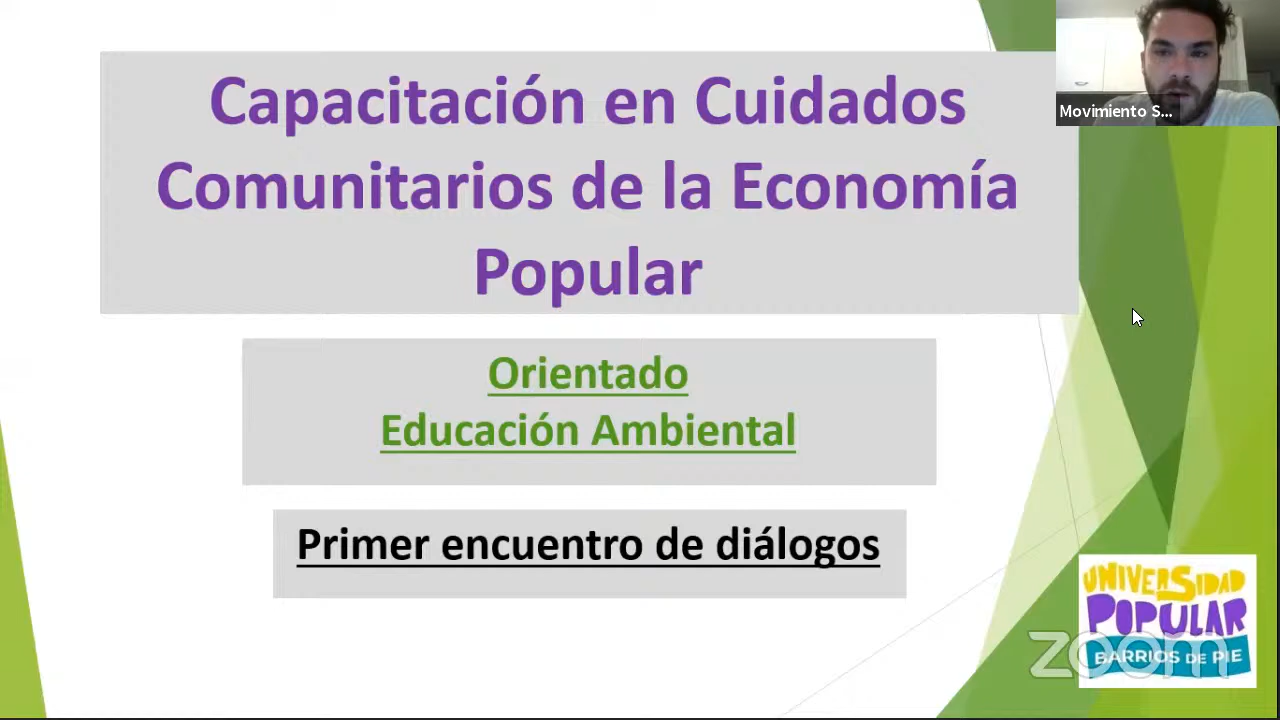 Capacitación en Cuidados
Comunitarios de la Economía
Popular
Movimiento S...
Orientado
Educación Ambiental
Primer encuentro de diálogos
UNIVERSIDAD
POPULAR
BARRIOS DE PIE
zoom